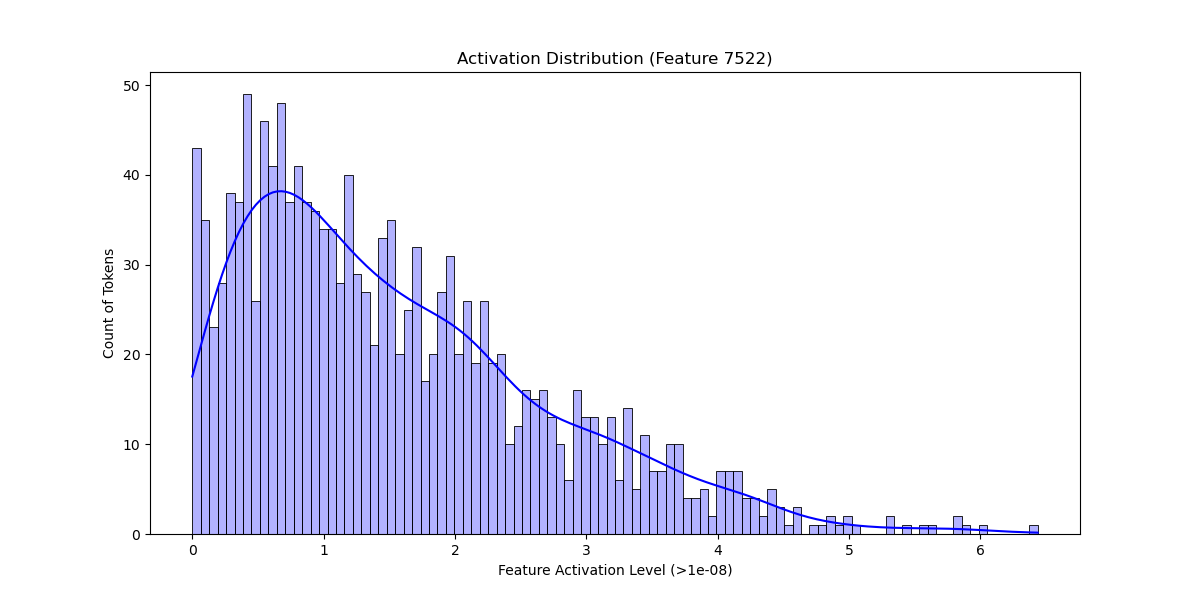 Activation Distribution (Feature 7522)
50
40
30
20
10
0
Count of Tokens
0 1 2 3 4 5 6
Feature Activation Level (>1e-08)